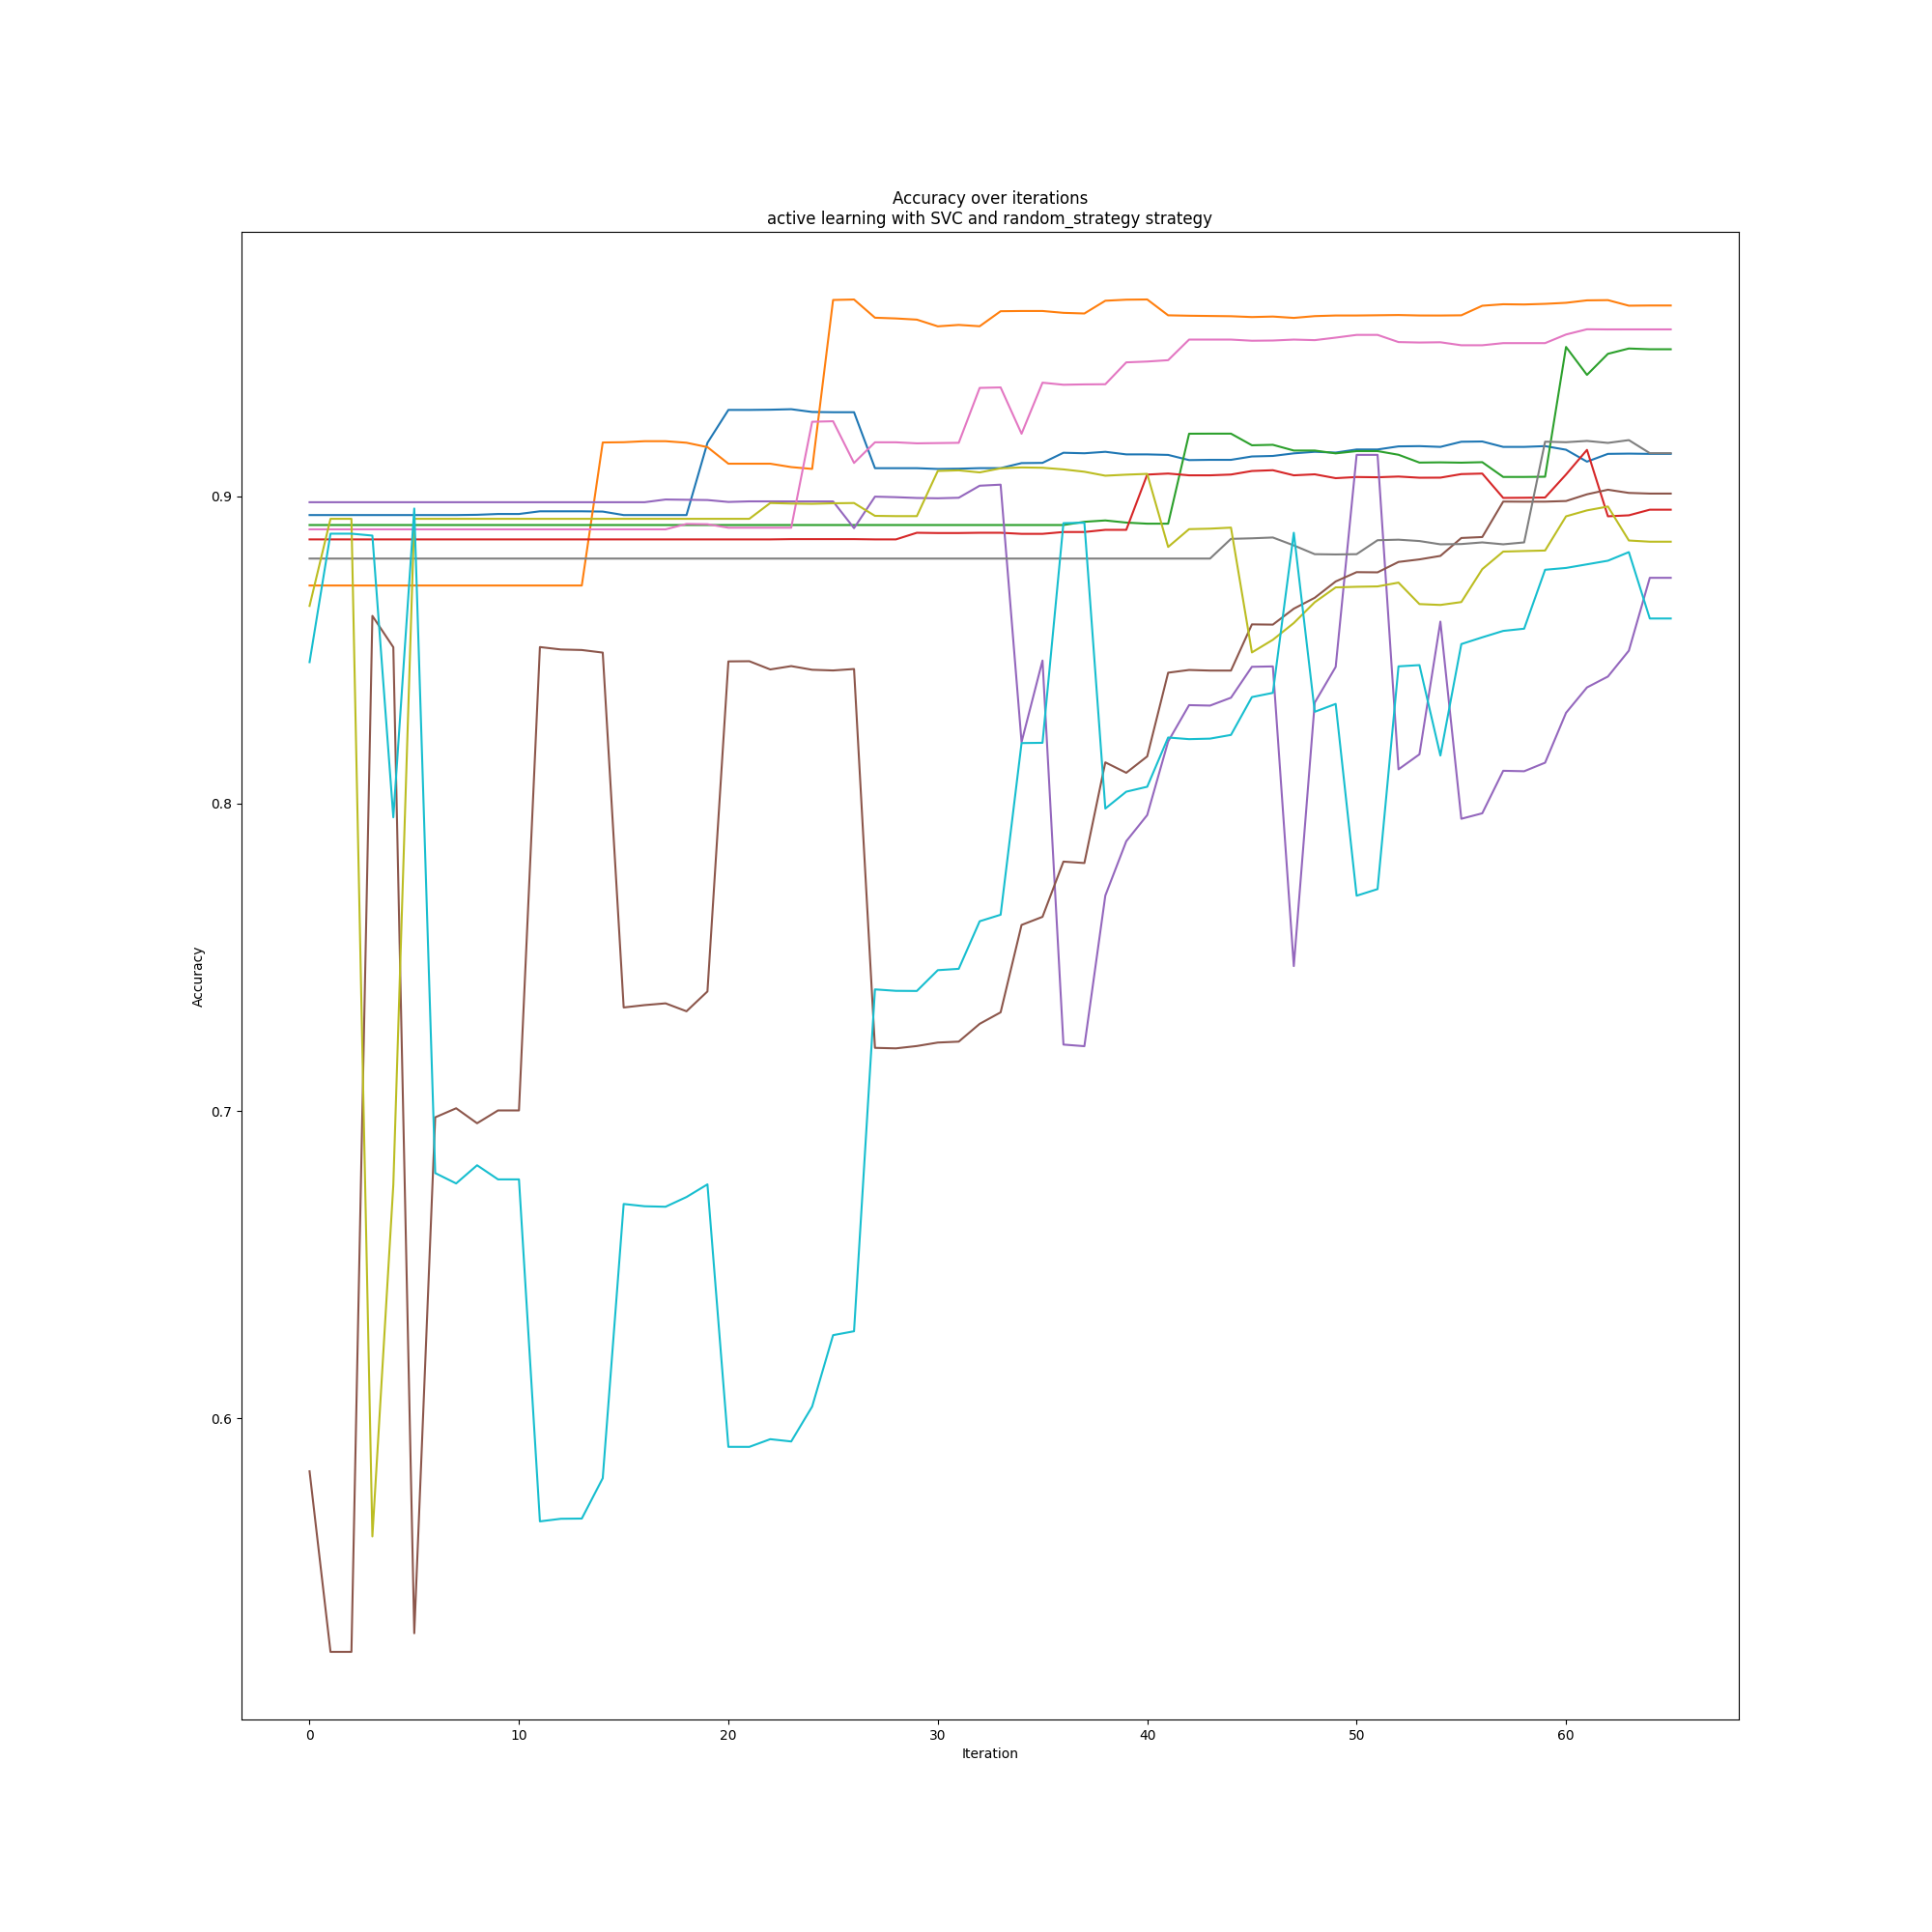 Accuracy over iterations
active learning with SVC and random_strategy strategy
Accuracy
0.9
0.8
0.7
0.6
0 10 20 30 40 50 60
Iteration